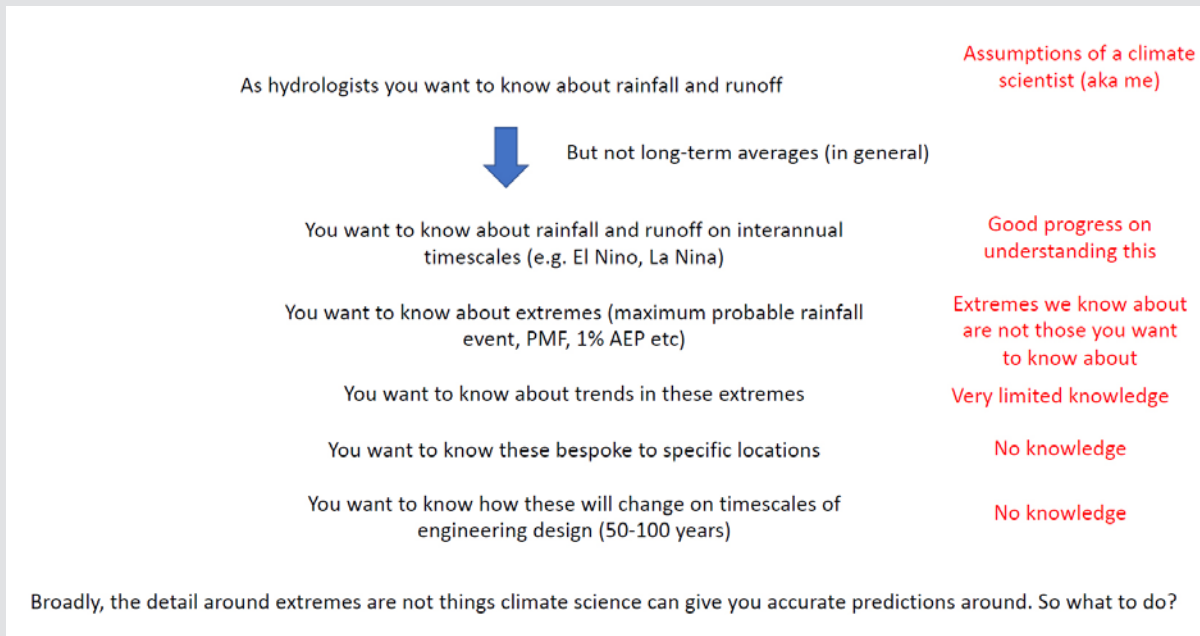 Assumptions of a climate
scientist (aka me)
As hydrologists you want to know about rainfall and runoff
But not long-term averages (in general)
You want to know about rainfall and runoff on interannual
timescales (e.g. El Nino, La Nina)
Good progress on
understanding this
You want to know about extremes (maximum probable rainfall
event, PMF, 1% AEP etc)
Extremes we know about
are not those you want
to know about
You want to know about trends in these extremes
Very limited knowledge
You want to know these bespoke to specific locations
No knowledge
You want to know how these will change on timescales of
engineering design (50-100 years)
No knowledge
Broadly, the detail around extremes are not things climate science can give you accurate predictions around. So what to do?